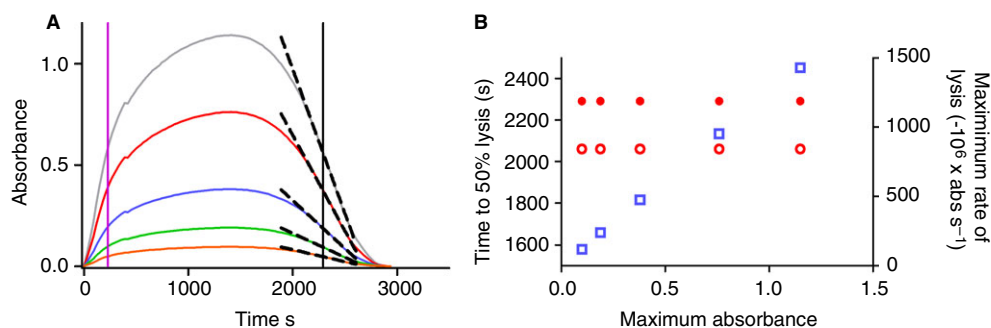 A
Absorbance
1.0
0.5
0.0
0
1000
2000
3000
Time s
B
Time to 50% lysis (s)
2400
2200
2000
1800
1600
0.0
0.5
1.0
1.5
Maximum absorbance
1500
1000
500
0
Maximimum rate of
lysis (-10⁶ x abs s⁻¹)